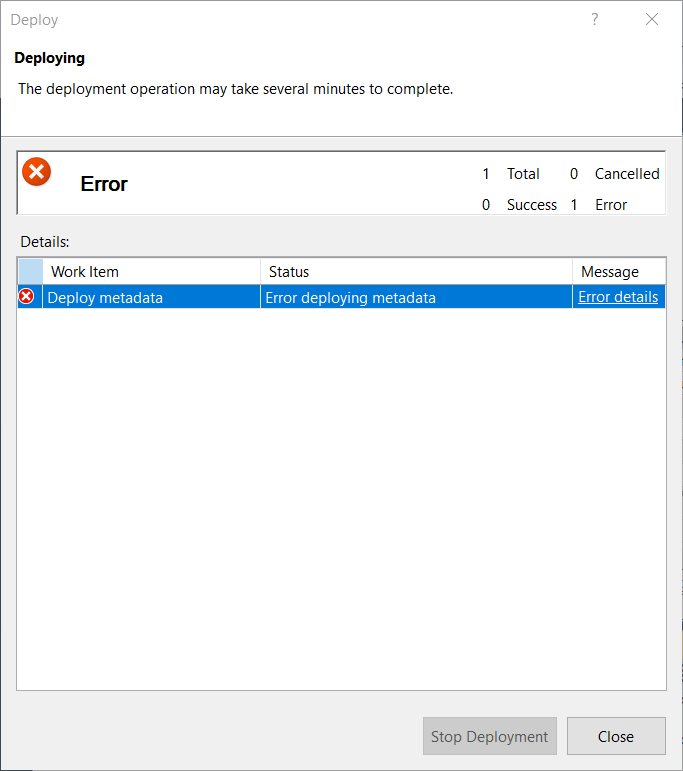 Deploy ?
Deploying
The deployment operation may take several minutes to complete.
Error
1 Total 0 Cancelled
0 Success 1 Error
Details:
Work Item Status Message
Deploy metadata Error deploying metadata Error details
Stop Deployment Close